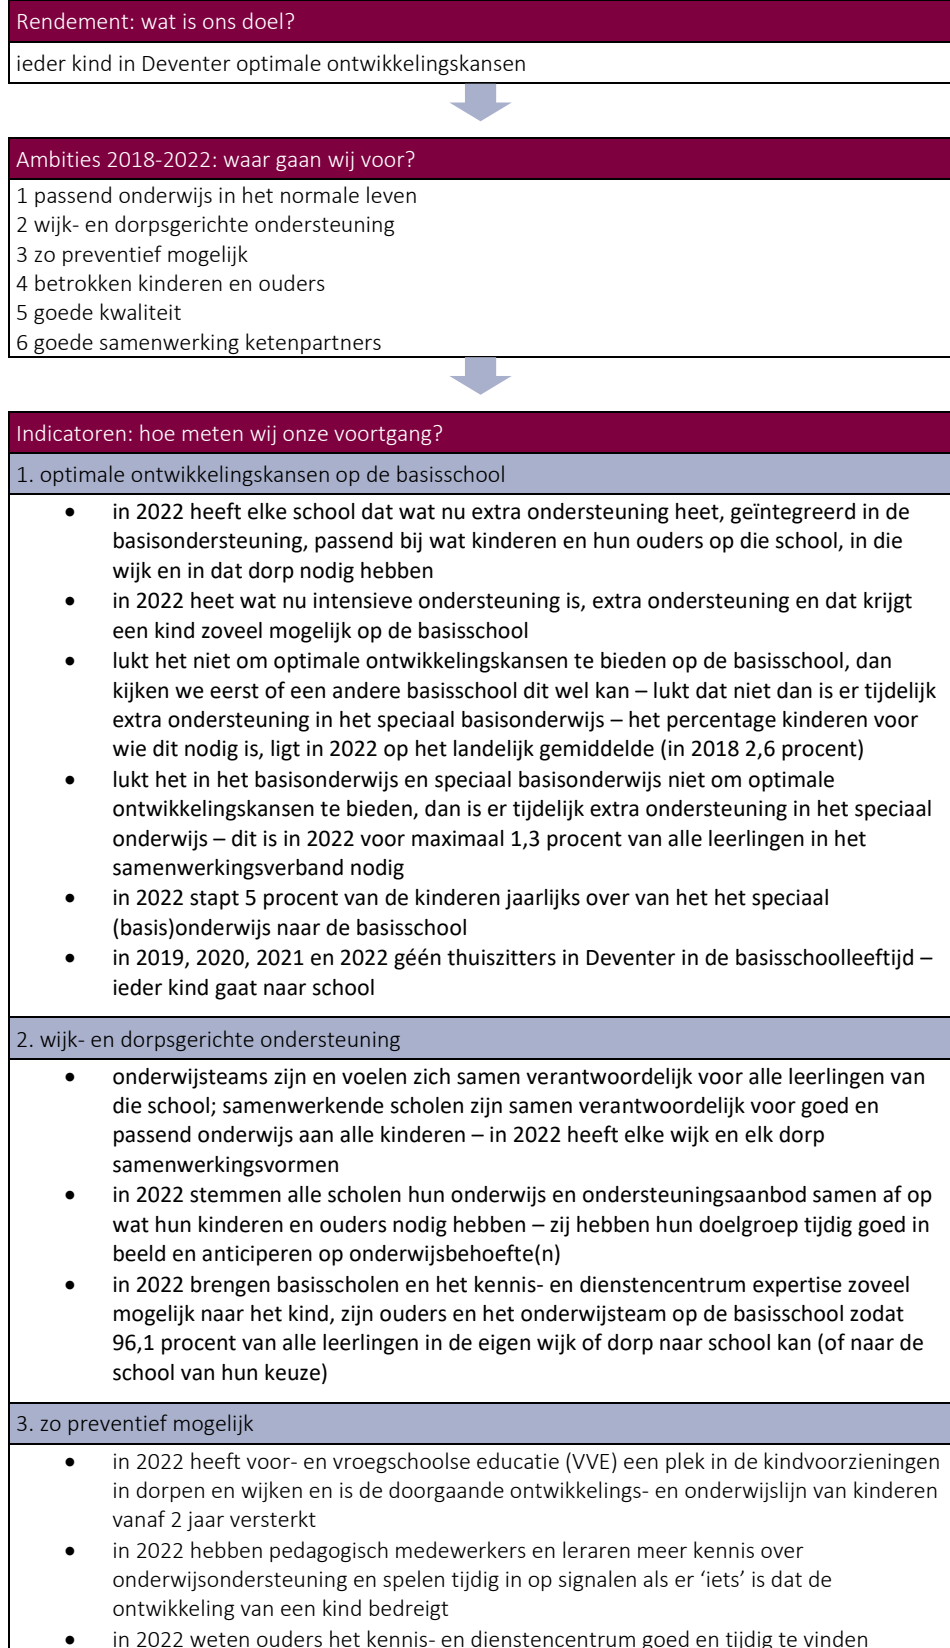 Rendement: wat is ons doel?
ieder kind in Deventer optimale ontwikkelingskansen
Ambities 2018-2022: waar gaan wij voor?
1 passend onderwijs in het normale leven
2 wijk- en dorpsgerichte ondersteuning
3 zo preventief mogelijk
4 betrokken kinderen en ouders
5 goede kwaliteit
6 goede samenwerking ketenpartners
Indicatoren: hoe meten wij onze voortgang?
1. optimale ontwikkelingskansen op de basisschool
• in 2022 heeft elke school dat wat nu extra ondersteuning heet, geïntegreerd in de
basisondersteuning, passend bij wat kinderen en hun ouders op die school, in die
wijk en in dat dorp nodig hebben
• in 2022 heet wat nu intensieve ondersteuning is, extra ondersteuning en dat krijgt
een kind zoveel mogelijk op de basisschool
• lukt het niet om optimale ontwikkelingskansen te bieden op de basisschool, dan
kijken we eerst of een andere basisschool dit wel kan – lukt dat niet dan is er tijdelijk
extra ondersteuning in het speciaal basisonderwijs – het percentage kinderen voor
wie dit nodig is, ligt in 2022 op het landelijk gemiddelde (in 2018 2,6 procent)
• lukt het in het basisonderwijs en speciaal basisonderwijs niet om optimale
ontwikkelingskansen te bieden, dan is er tijdelijk extra ondersteuning in het speciaal
onderwijs – dit is in 2022 voor maximaal 1,3 procent van alle leerlingen in het
samenwerkingsverband nodig
• in 2022 stapt 5 procent van de kinderen jaarlijks over van het het speciaal
(basis)onderwijs naar de basisschool
• in 2019, 2020, 2021 en 2022 géén thuiszitters in Deventer in de basisschoolleeftijd –
ieder kind gaat naar school
2. wijk- en dorpsgerichte ondersteuning
• onderwijsteams zijn en voelen zich samen verantwoordelijk voor alle leerlingen van
die school; samenwerkende scholen zijn samen verantwoordelijk voor goed en
passend onderwijs aan alle kinderen – in 2022 heeft elke wijk en elk dorp
samenwerkingsvormen
• in 2022 stemmen alle scholen hun onderwijs en ondersteuningsaanbod samen af op
wat hun kinderen en ouders nodig hebben – zij hebben hun doelgroep tijdig goed in
beeld en anticiperen op onderwijsbehoefte(n)
• in 2022 brengen basisscholen en het kennis- en dienstencentrum expertise zoveel
mogelijk naar het kind, zijn ouders en het onderwijsteam op de basisschool zodat
96,1 procent van alle leerlingen in de eigen wijk of dorp naar school kan (of naar de
school van hun keuze)
3. zo preventief mogelijk
• in 2022 heeft voor- en vroegschoolse educatie (VVE) een plek in de kindvoorzieningen
in dorpen en wijken en is de doorgaande ontwikkelings- en onderwijslijn van kinderen
vanaf 2 jaar versterkt
• in 2022 hebben pedagogisch medewerkers en leraren meer kennis over
onderwijsondersteuning en spelen tijdig in op signalen als er ‘iets’ is dat de
ontwikkeling van een kind bedreigt
• in 2022 weten ouders het kennis- en dienstencentrum goed en tijdig te vinden